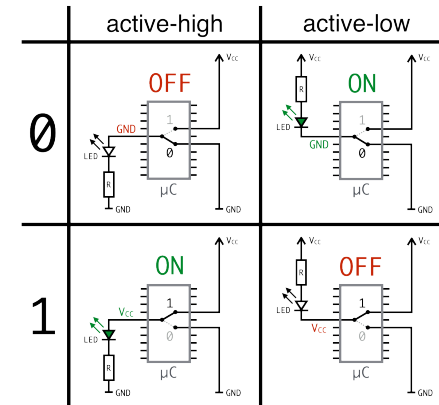 active-high active-low
0
OFF
Vcc
1
GND
0
LED
R
µC
GND
GND
Vcc
ON
Vcc
R
1
LED
GND
0
µC
GND
1
ON
Vcc
1
Vcc
0
LED
R
µC
GND
GND
Vcc
OFF
Vcc
R
1
LED
Vcc
0
µC
GND